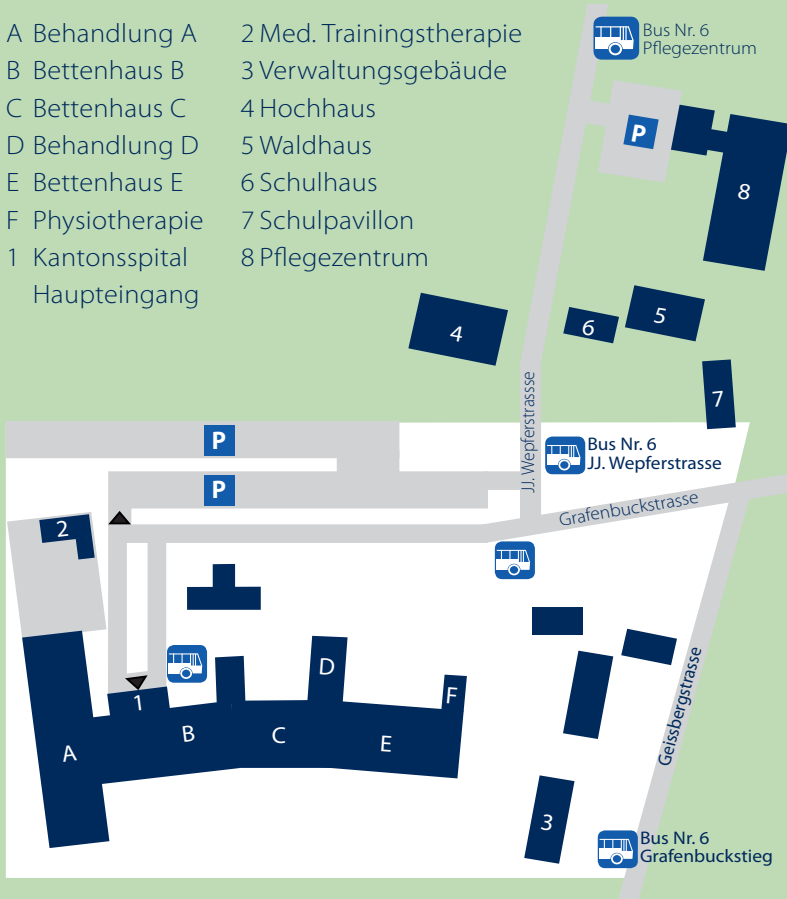 A Behandlung A
B Bettenhaus B
C Bettenhaus C
D Behandlung D
E Bettenhaus E
F Physiotherapie
1 Kantonsspital
Haupteingang
2 Med. Trainingstherapie
3 Verwaltungsgebäude
4 Hochhaus
5 Waldhaus
6 Schulhaus
7 Schulpavillon
8 Pflegezentrum
Bus Nr. 6
Pflegezentrum
P
8
4
6
5
7
P
P
JJ. Wepferstrassse
Bus Nr. 6
JJ. Wepferstrasse
Grafenbuckstrasse
2
D
1
F
A
B
C
E
Geissbergstrasse
3
Bus Nr. 6
Grafenbuckstieg